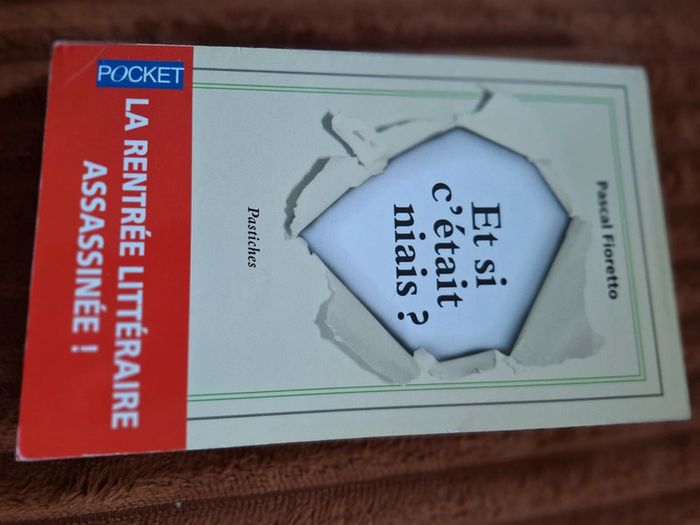 Pascal Fioretto
Et si
c'était
niais ?
Pastiches
POCKET
LA RENTRÉE LITTÉRAIRE
ASSASSINÉE !